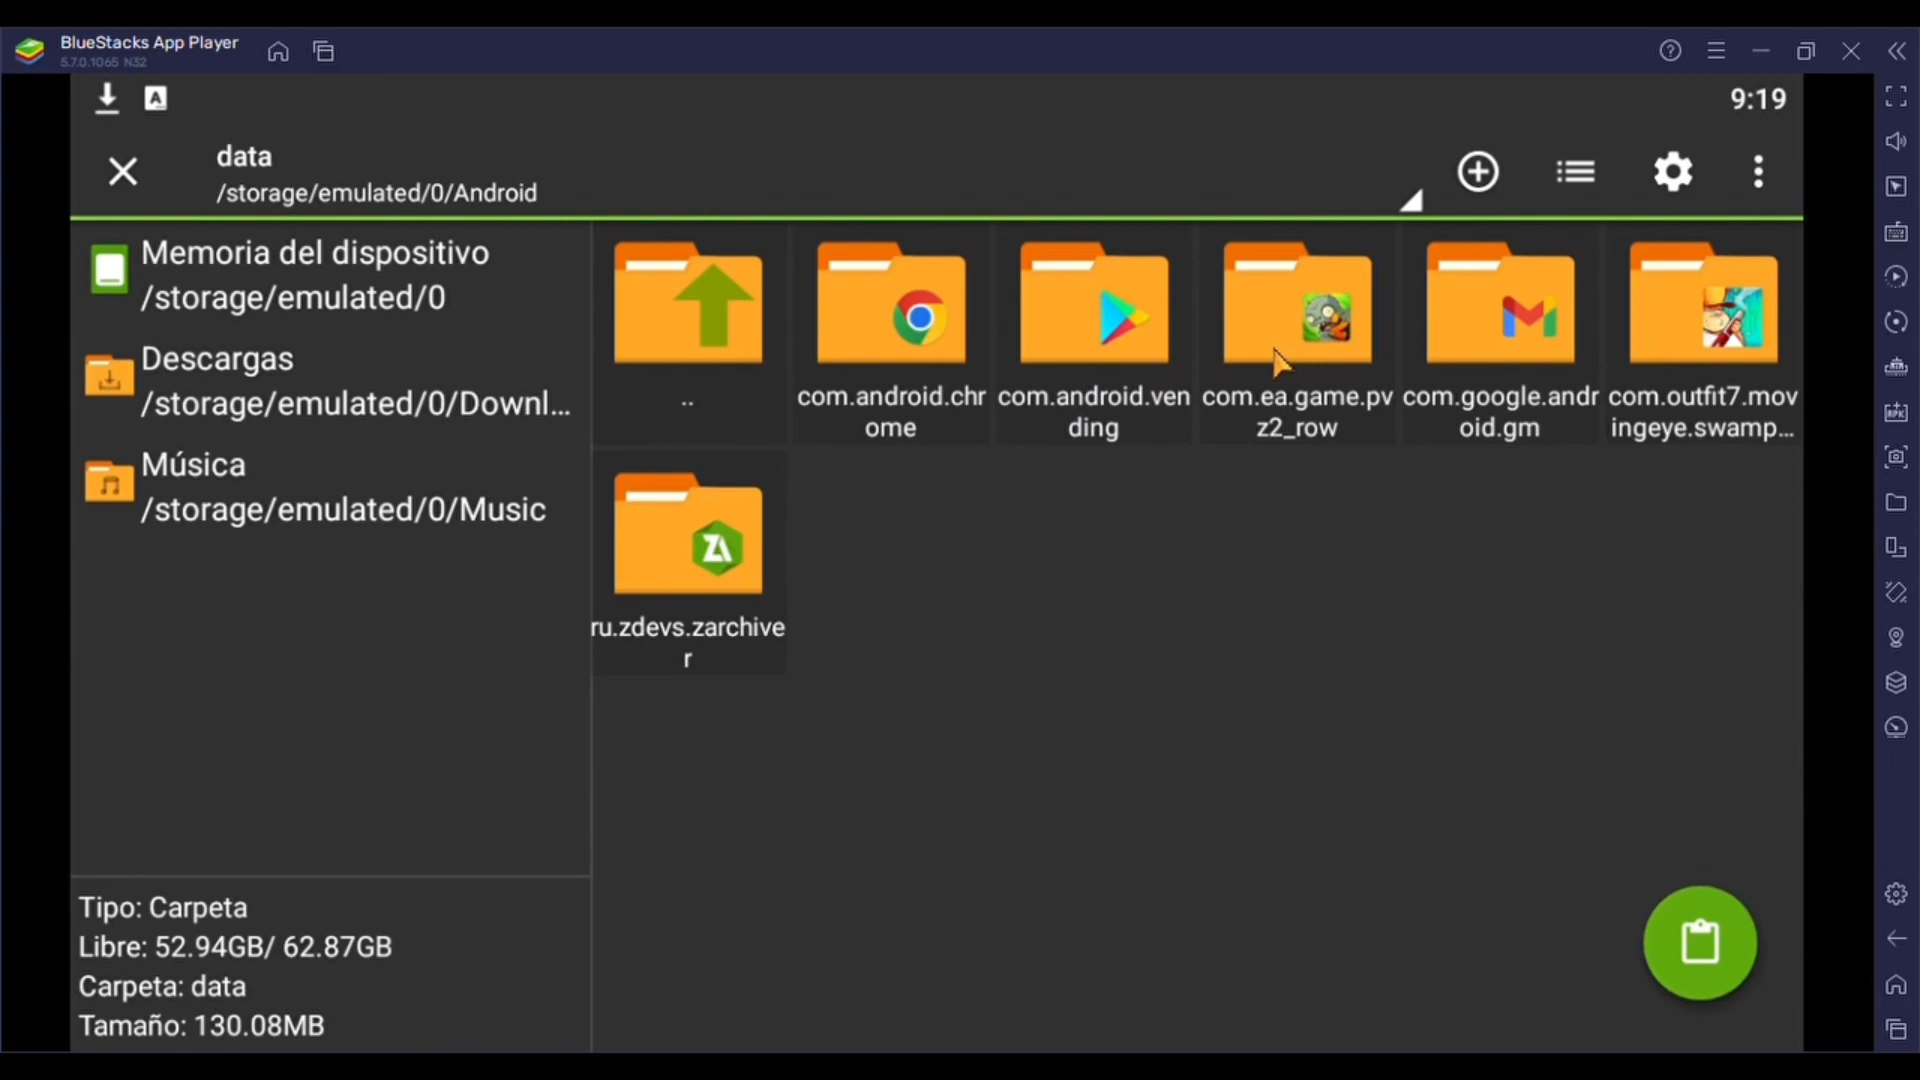 BlueStacks App Player
5.7.0.1065 N32
A
9:19
data
/storage/emulated/0/Android
Memoria del dispositivo
/storage/emulated/0
Descargas
/storage/emulated/0/Downl...
Música
/storage/emulated/0/Music
..
com.android.chr
ome
com.android.ven
ding
com.ea.game.pv
z2_row
com.google.andr
oid.gm
com.outfit7.mov
ingeye.swamp...
ZA
ru.zdevs.zarchive
r
Tipo: Carpeta
Libre: 52.94GB/ 62.87GB
Carpeta: data
Tamaño: 130.08MB